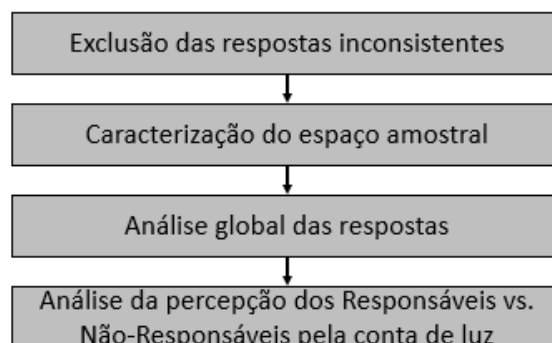 Exclusão das respostas inconsistentes
Caracterização do espaço amostral
Análise global das respostas
Análise da percepção dos Responsáveis vs.
Não-Responsáveis pela conta de luz